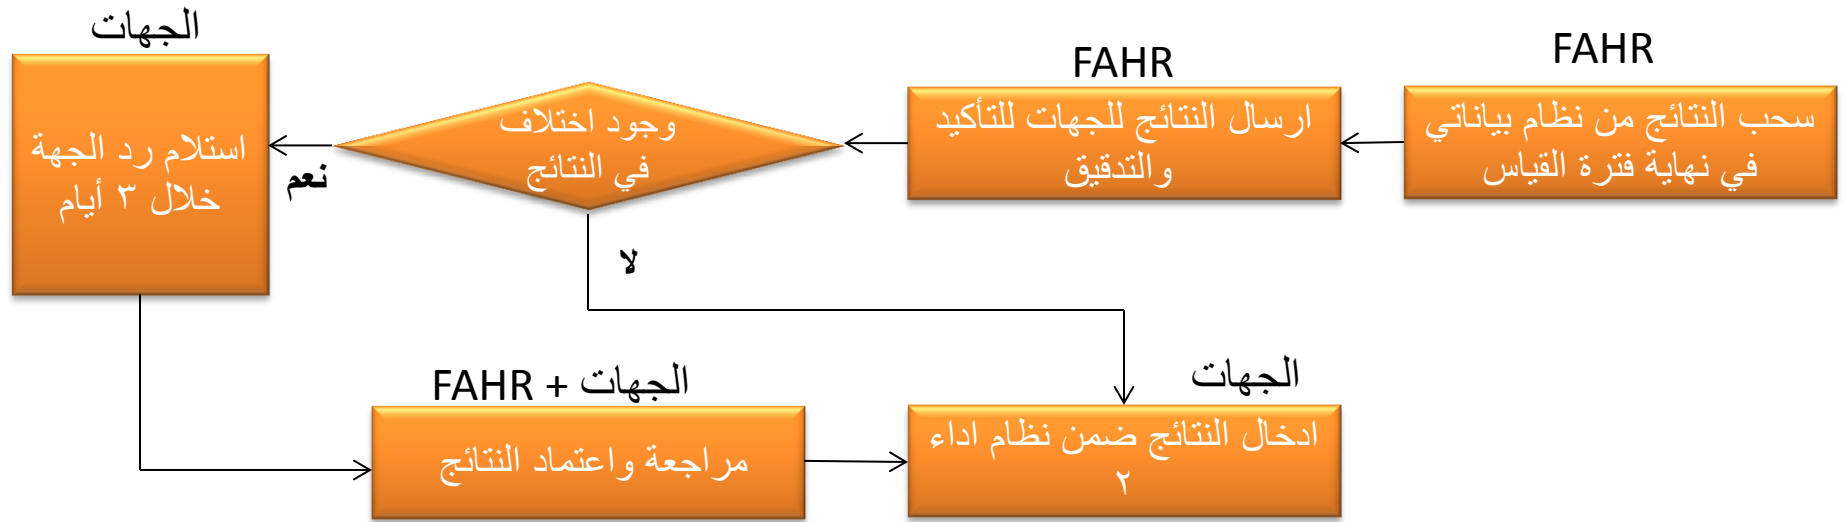 FAHR
سحب النتائج من نظام بياناتي
في نهاية فترة القياس
FAHR
ارسال النتائج للجهات للتأكيد
والتدقيق
وجود اختلاف
في النتائج
نعم
لا
الجهات
استلام رد الجهة
خلال ٣ أيام
FAHR + الجهات
مراجعة واعتماد النتائج
الجهات
ادخال النتائج ضمن نظام اداء
٢